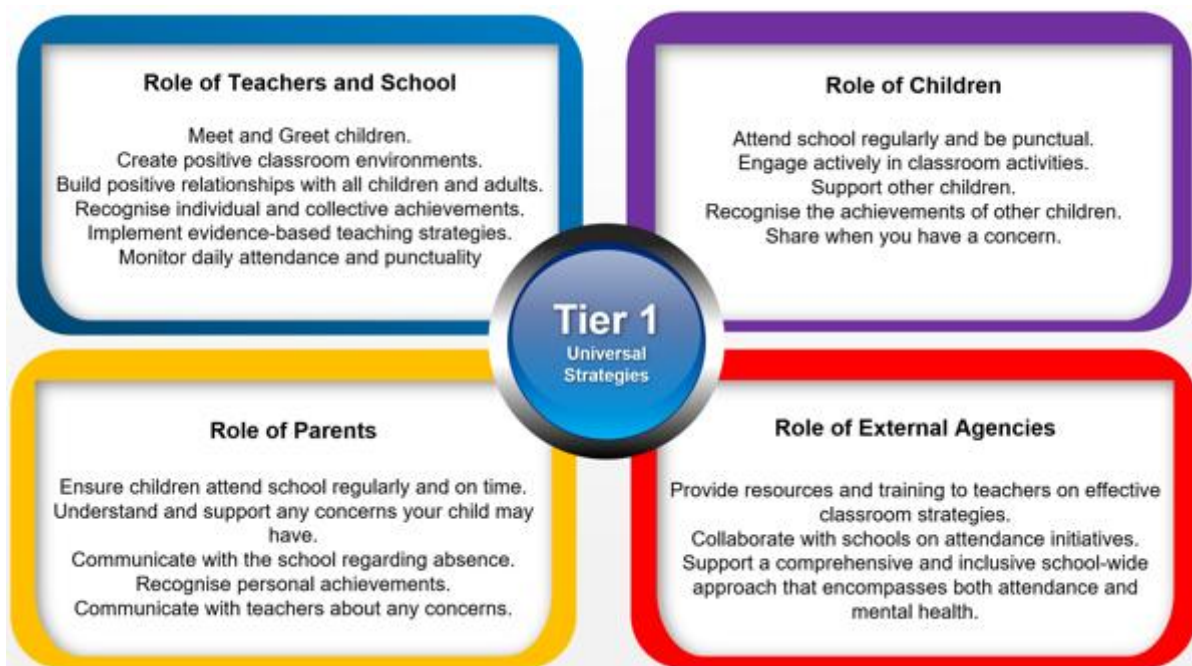 Role of Teachers and School
Meet and Greet children.
Create positive classroom environments.
Build positive relationships with all children and adults.
Recognise individual and collective achievements.
Implement evidence-based teaching strategies.
Monitor daily attendance and punctuality
Role of Children
Attend school regularly and be punctual.
Engage actively in classroom activities.
Support other children.
Recognise the achievements of other children.
Share when you have a concern.
Tier 1
Universal
Strategies
Role of Parents
Ensure children attend school regularly and on time.
Understand and support any concerns your child may
have.
Communicate with the school regarding absence.
Recognise personal achievements.
Communicate with teachers about any concerns.
Role of External Agencies
Provide resources and training to teachers on effective
classroom strategies.
Collaborate with schools on attendance initiatives.
Support a comprehensive and inclusive school-wide
approach that encompasses both attendance and
mental health.